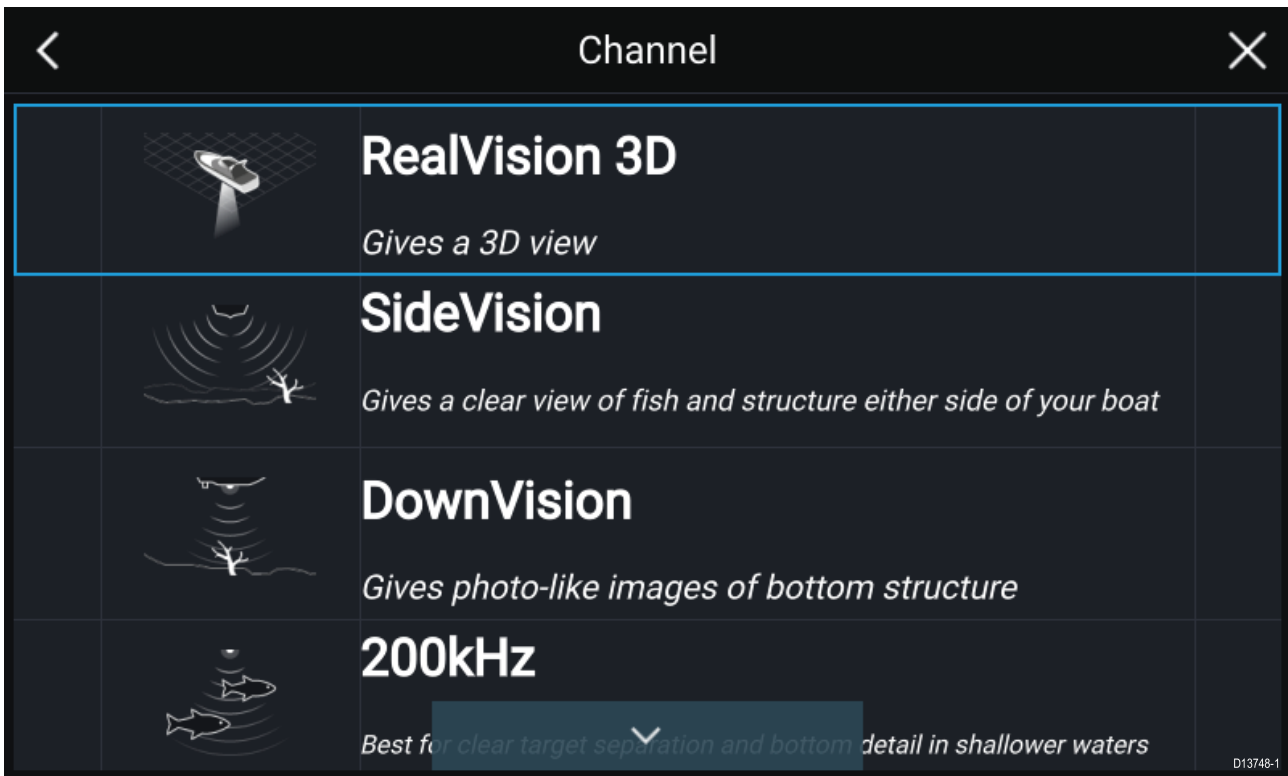 Channel
RealVision 3D
Gives a 3D view
SideVision
Gives a clear view of fish and structure either side of your boat
DownVision
Gives photo-like images of bottom structure
200kHz
Best for clear target separation and bottom detail in shallower waters
D13748-1